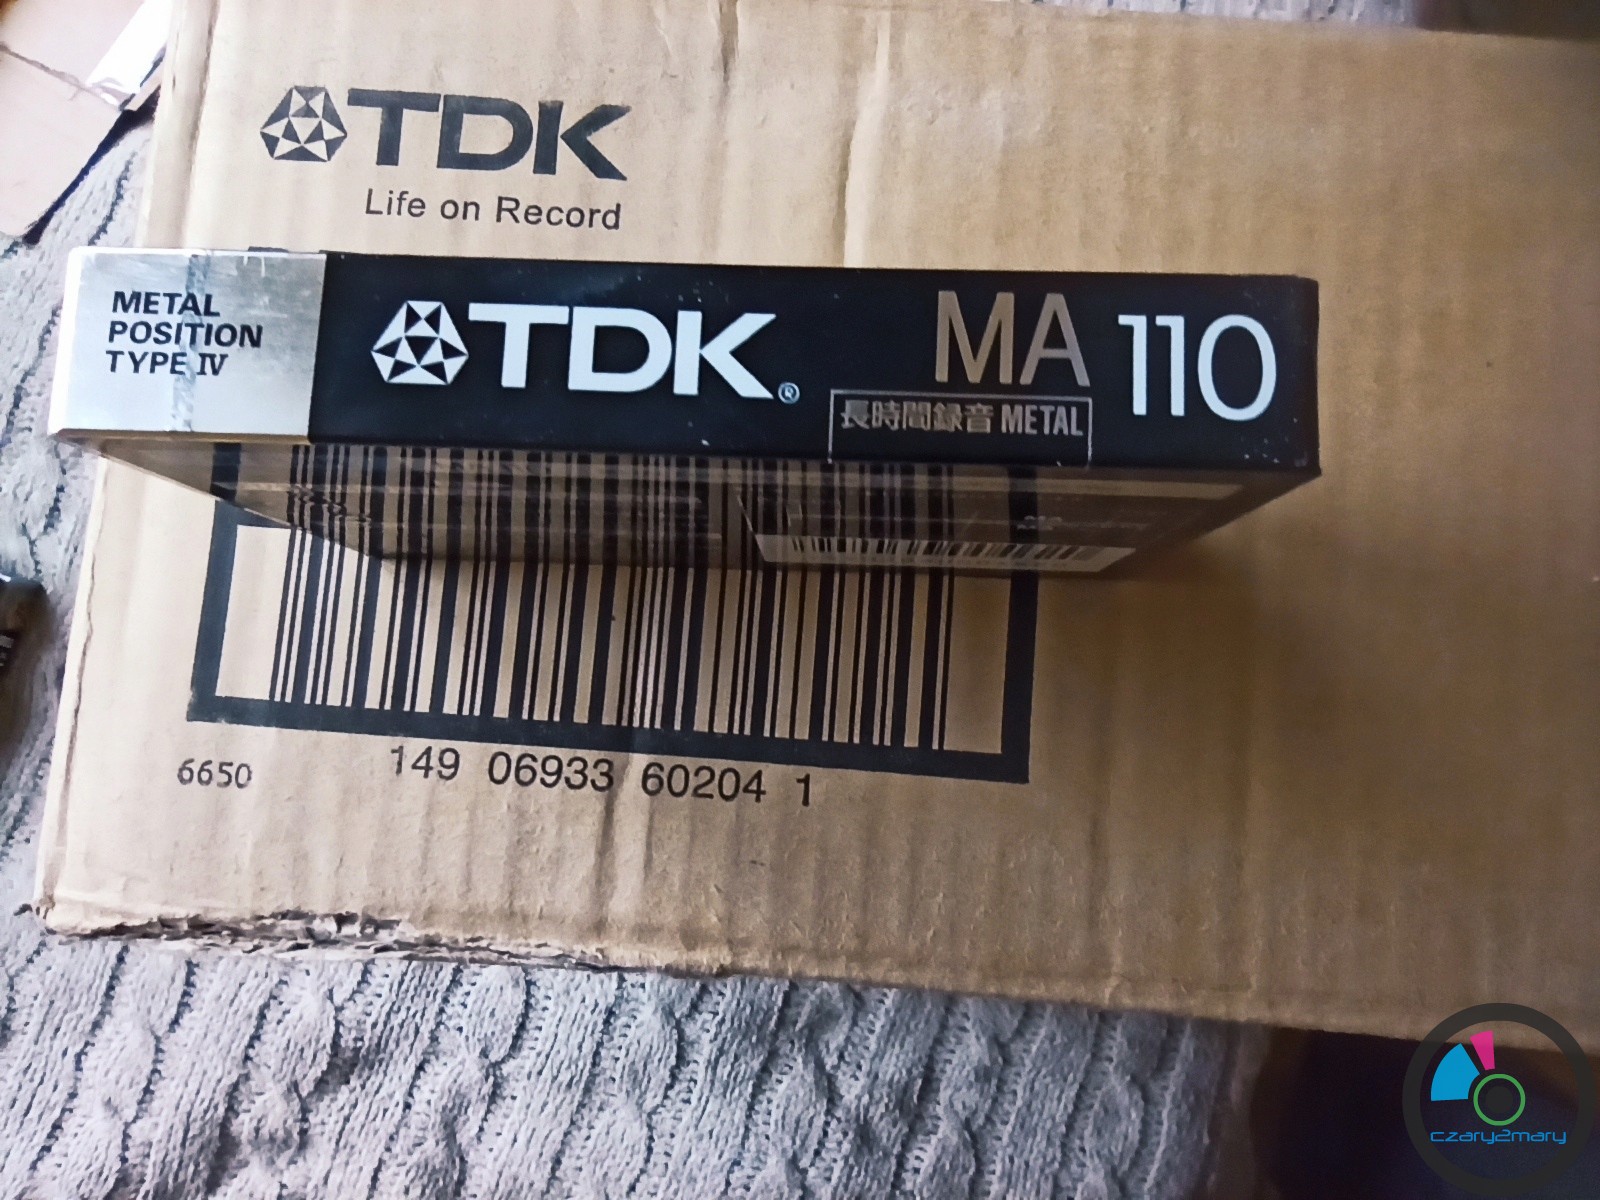 TDK
Life on Record
METAL
POSITION
TYPE IV
TDK®
MA 110
長時間録音 METAL
6650
149 06933 60204 1
czary2mary